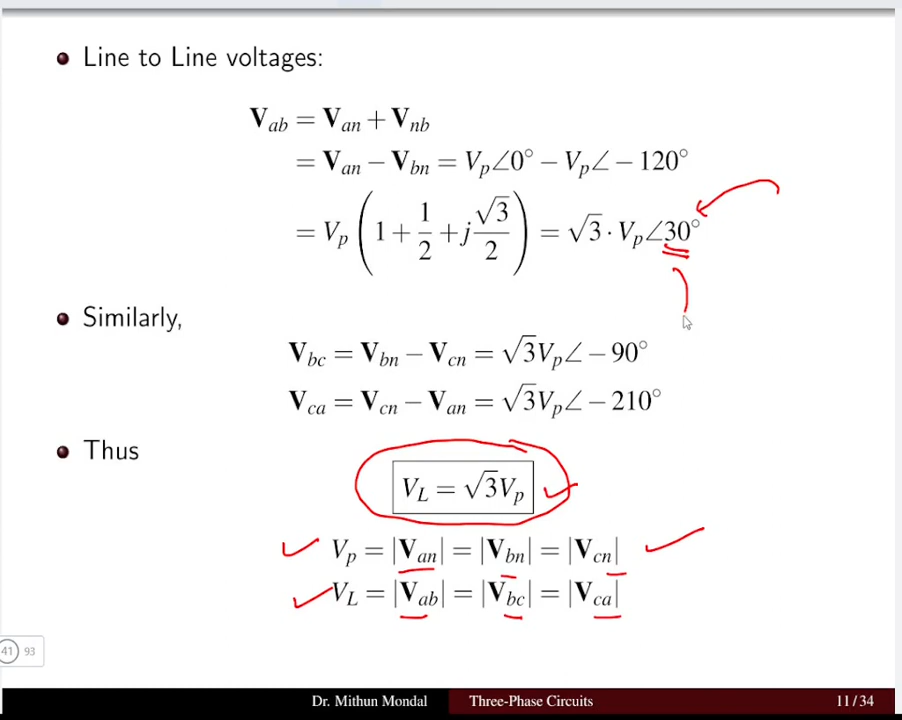 Line to Line voltages:
V_ab = V_an + V_nb
= V_an − V_bn = V_p∠0° − V_p∠ − 120°
= V_p (1 + 1/2 + j √3/2) = √3 · V_p∠30°
Similarly,
V_bc = V_bn − V_cn = √3V_p∠ − 90°
V_ca = V_cn − V_an = √3V_p∠ − 210°
Thus
V_L = √3V_p
V_p = |V_an| = |V_bn| = |V_cn|
V_L = |V_ab| = |V_bc| = |V_ca|
41 93
Dr. Mithun Mondal Three-Phase Circuits 11 / 34